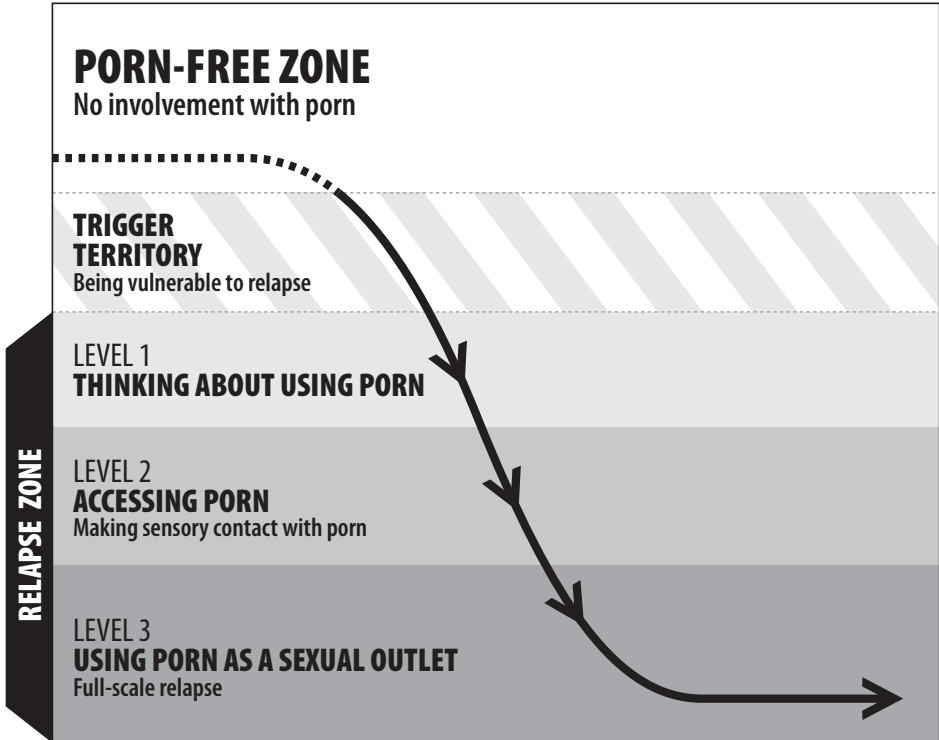 PORN-FREE ZONE
No involvement with porn
TRIGGER
TERRITORY
Being vulnerable to relapse
LEVEL 1
THINKING ABOUT USING PORN
LEVEL 2
ACCESSING PORN
Making sensory contact with porn
LEVEL 3
USING PORN AS A SEXUAL OUTLET
Full-scale relapse
RELAPSE ZONE